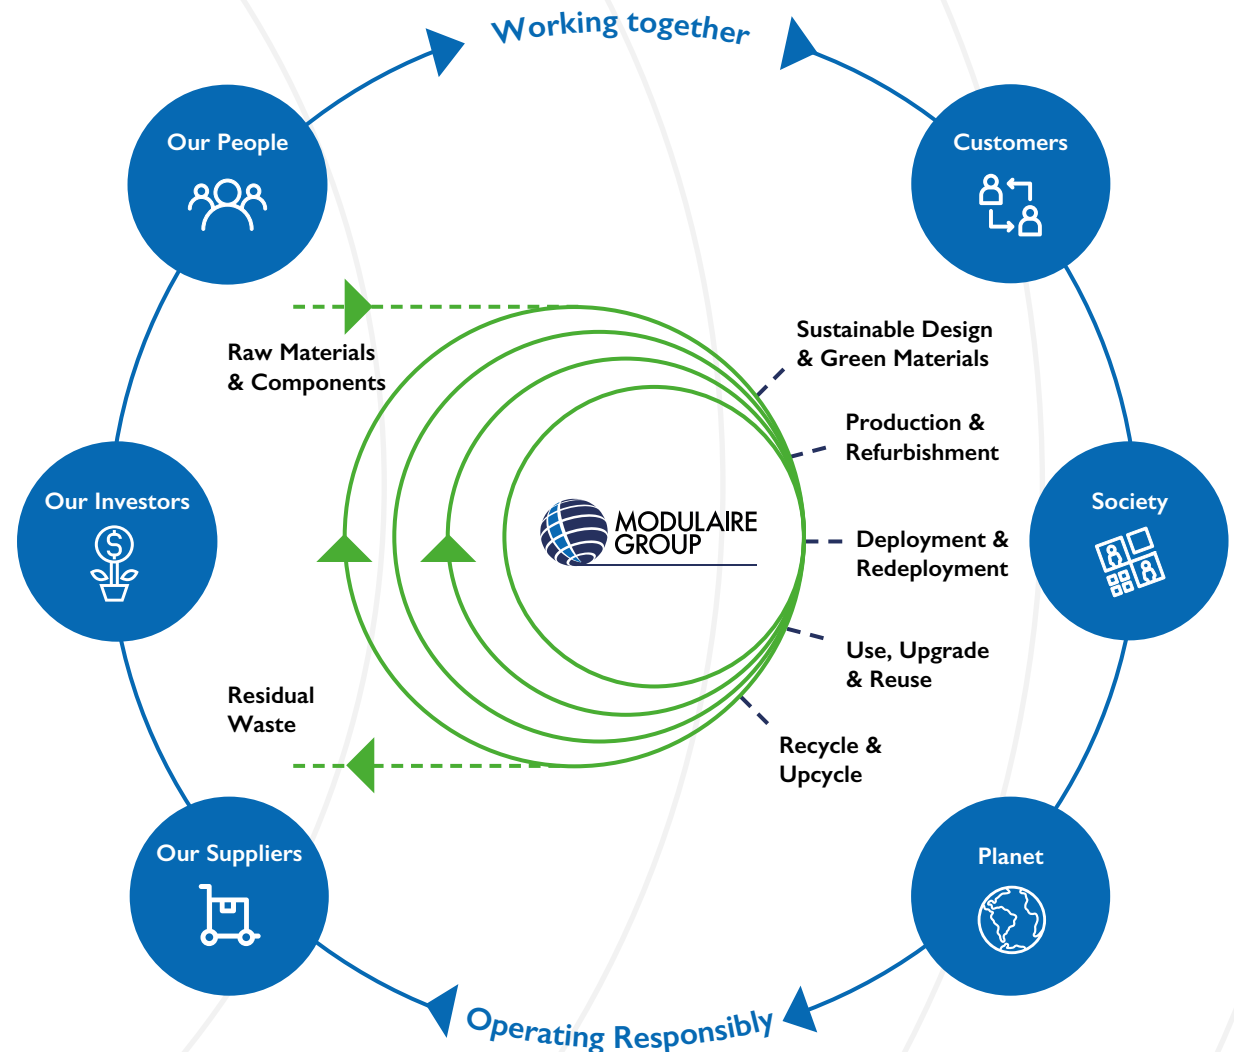 Working together
Our People
Customers
Sustainable Design
& Green Materials
Raw Materials
& Components
Production &
Refurbishment
Our Investors
$
MODULAIRE
GROUP
Society
Deployment &
Redeployment
Use, Upgrade
& Reuse
Residual
Waste
Recycle &
Upcycle
Our Suppliers
Planet
Operating Responsibly